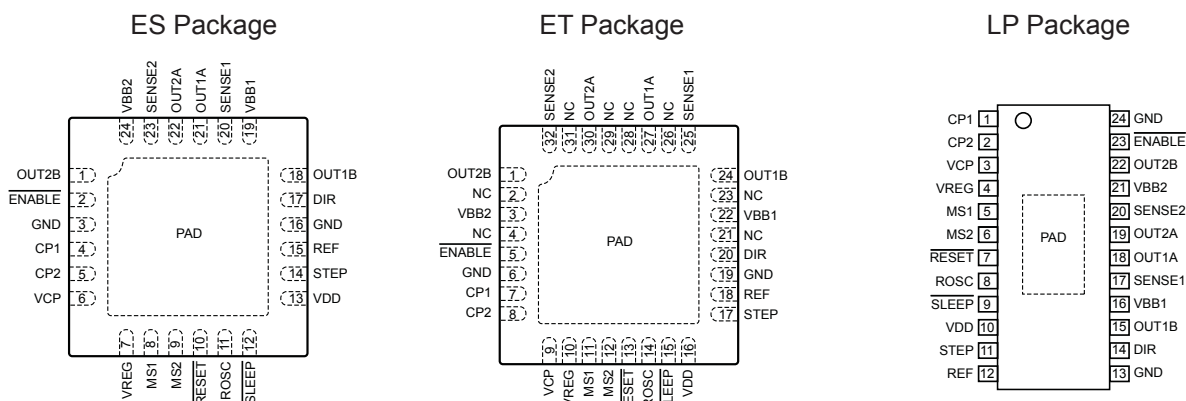 ES Package
ET Package
LP Package
VBB2
SENSE2
OUT2A
OUT1A
SENSE1
VBB1
24
23
22
21
20
19
OUT2B 1
ENABLE 2
GND 3
CP1 4
CP2 5
VCP 6
PAD
18 OUT1B
17 DIR
16 GND
15 REF
14 STEP
13 VDD
7
8
9
10
11
12
VREG
MS1
MS2
RESET
ROSC
SLEEP
SENSE2
NC
OUT2A
NC
NC
OUT1A
NC
SENSE1
32
31
30
29
28
27
26
25
OUT2B 1
NC 2
VBB2 3
NC 4
ENABLE 5
GND 6
CP1 7
CP2 8
PAD
24 OUT1B
23 NC
22 VBB1
21 NC
20 DIR
19 GND
18 REF
17 STEP
9
10
11
12
13
14
15
16
VCP
VREG
MS1
MS2
RESET
ROSC
SLEEP
VDD
CP1 1
CP2 2
VCP 3
VREG 4
MS1 5
MS2 6
RESET 7
ROSC 8
SLEEP 9
VDD 10
STEP 11
REF 12
PAD
24 GND
23 ENABLE
22 OUT2B
21 VBB2
20 SENSE2
19 OUT2A
18 OUT1A
17 SENSE1
16 VBB1
15 OUT1B
14 DIR
13 GND